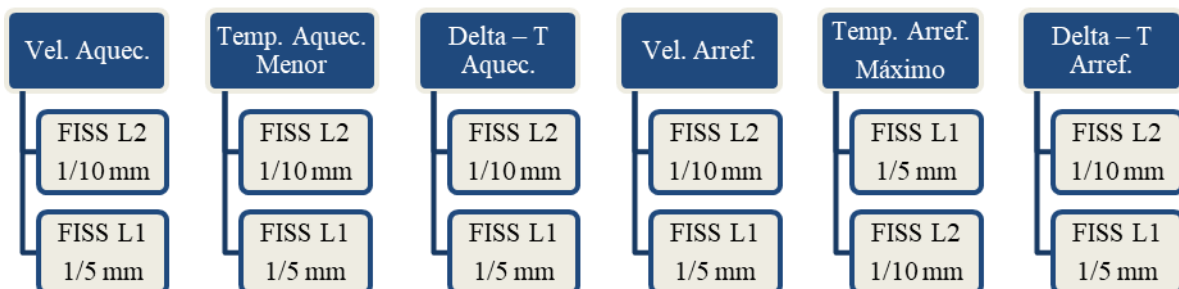 Vel. Aquec.
FISS L2
1/10 mm
FISS L1
1/5 mm
Temp. Aquec.
Menor
FISS L2
1/10 mm
FISS L1
1/5 mm
Delta – T
Aquec.
FISS L2
1/10 mm
FISS L1
1/5 mm
Vel. Arref.
FISS L2
1/10 mm
FISS L1
1/5 mm
Temp. Arref.
Máximo
FISS L1
1/5 mm
FISS L2
1/10 mm
Delta – T
Arref.
FISS L2
1/10 mm
FISS L1
1/5 mm